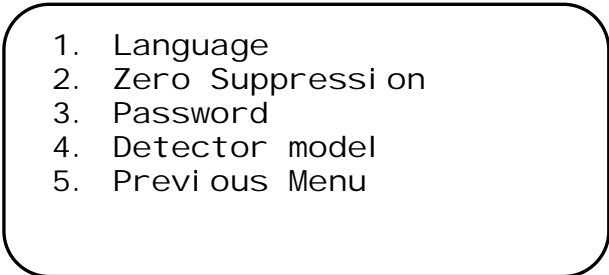 1. Language
2. Zero Suppression
3. Password
4. Detector model
5. Previous Menu